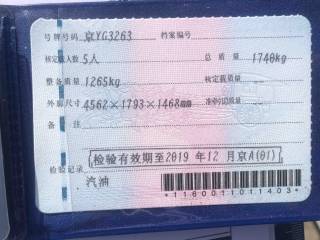 号牌号码 京YG3263 档案编号
核定载人数 5人 总质量 1740kg
整备质量 1265kg 核定载质量
外廓尺寸 4562×1793×1468 准牵引总质量
备注
检验有效期至2019年12月京A(01)
检验记录
汽油
*1160011011403*